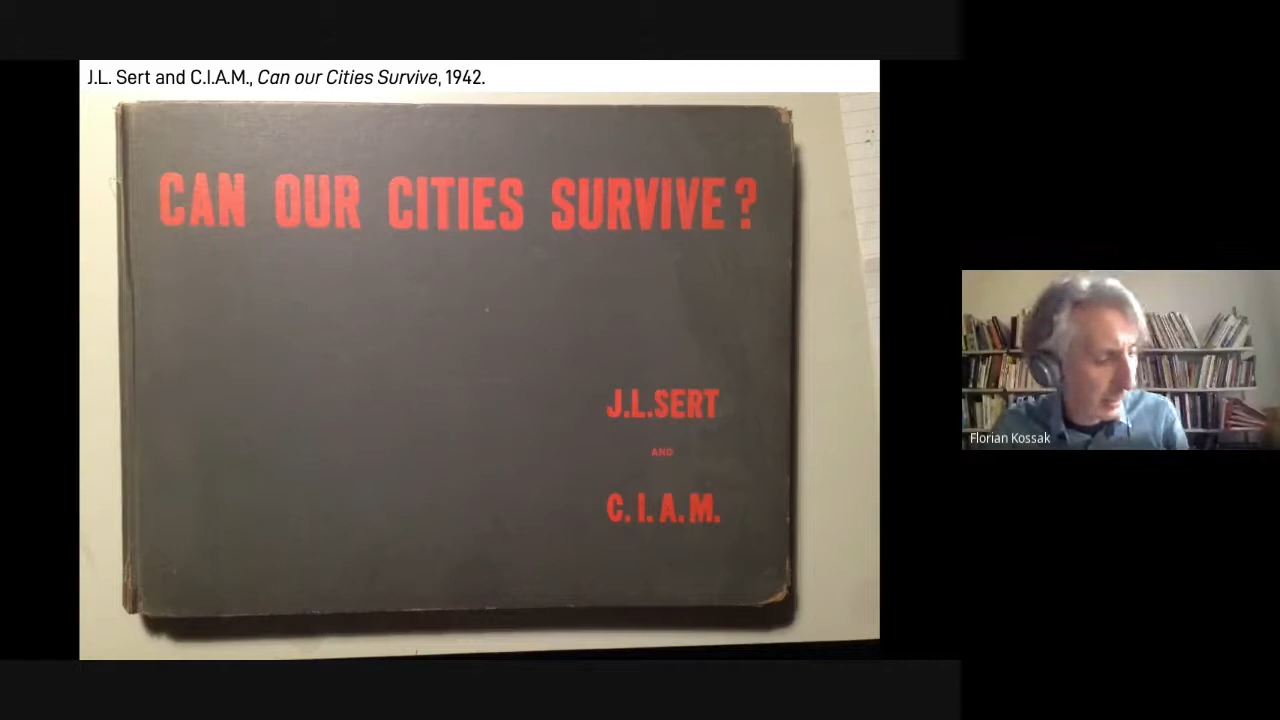 J.L. Sert and C.I.A.M., Can our Cities Survive, 1942.
CAN OUR CITIES SURVIVE?
J.L.SERT
AND
C.I.A.M.
Florian Kossak